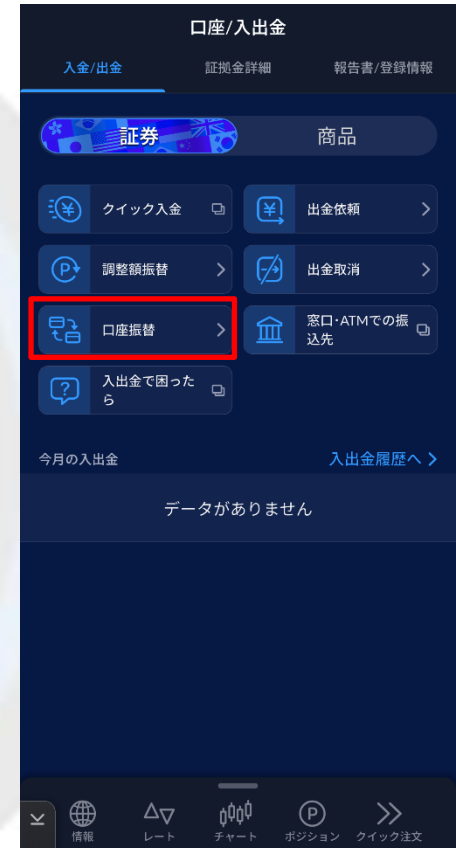 口座/入出金
入金/出金
証拠金詳細
報告書/登録情報
証券
商品
クイック入金
出金依頼
調整額振替
出金取消
口座振替
窓口・ATMでの振
込先
入出金で困った
ら
今月の入出金
入出金履歴へ
データがありません
情報
レート
チャート
ポジション
クイック注文